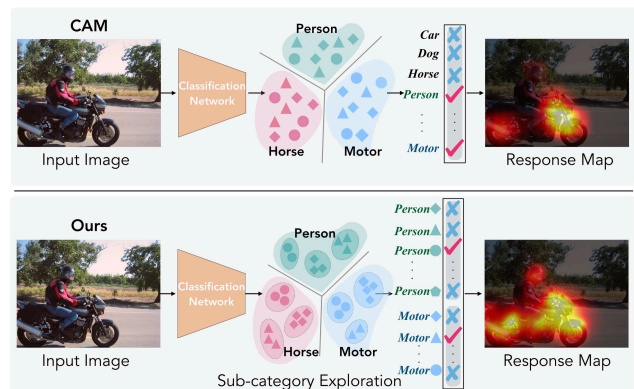 CAM
Input Image
Classification
Network
Person
Horse
Motor
Car
Dog
Horse
Person
Motor
Response Map
Ours
Input Image
Classification
Network
Person
Horse
Motor
Sub-category Exploration
Person
Person
Person
Person
Motor
Motor
Motor
Response Map